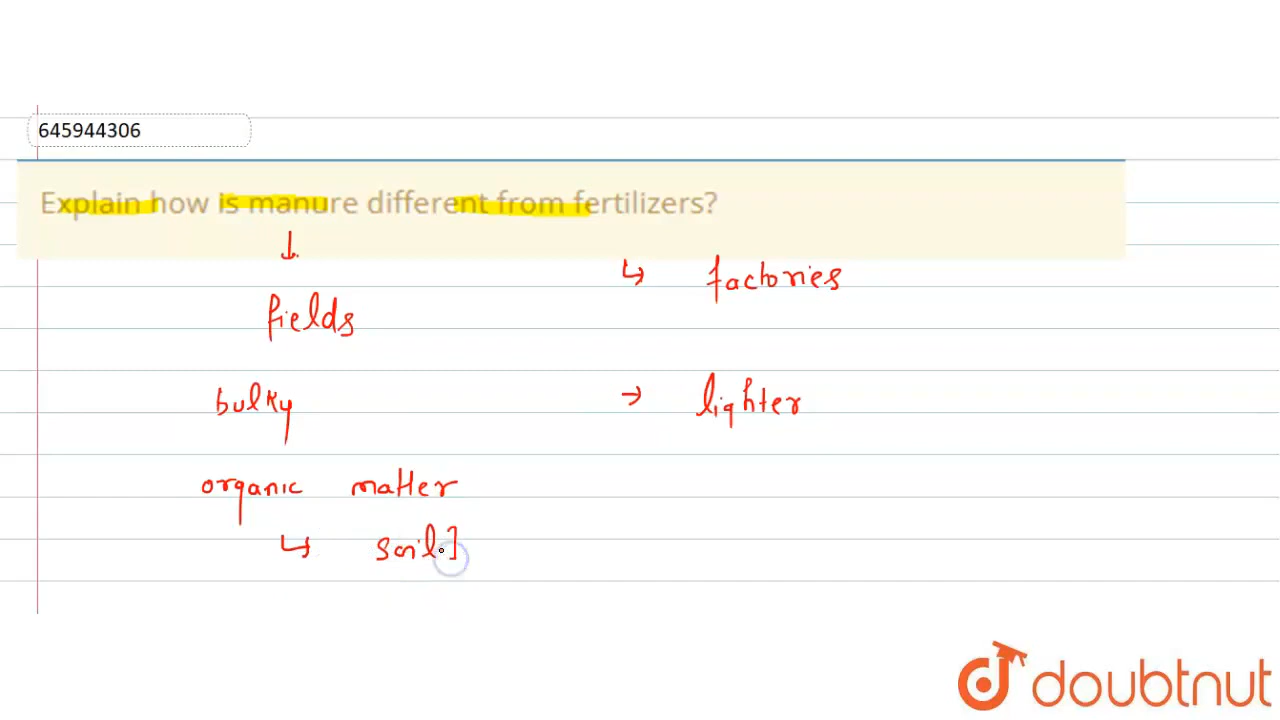 645944306
Explain how is manure different from fertilizers?
↓
↳ factories
fields
bulky → lighter
organic matter
↳ soil]
doubtnut